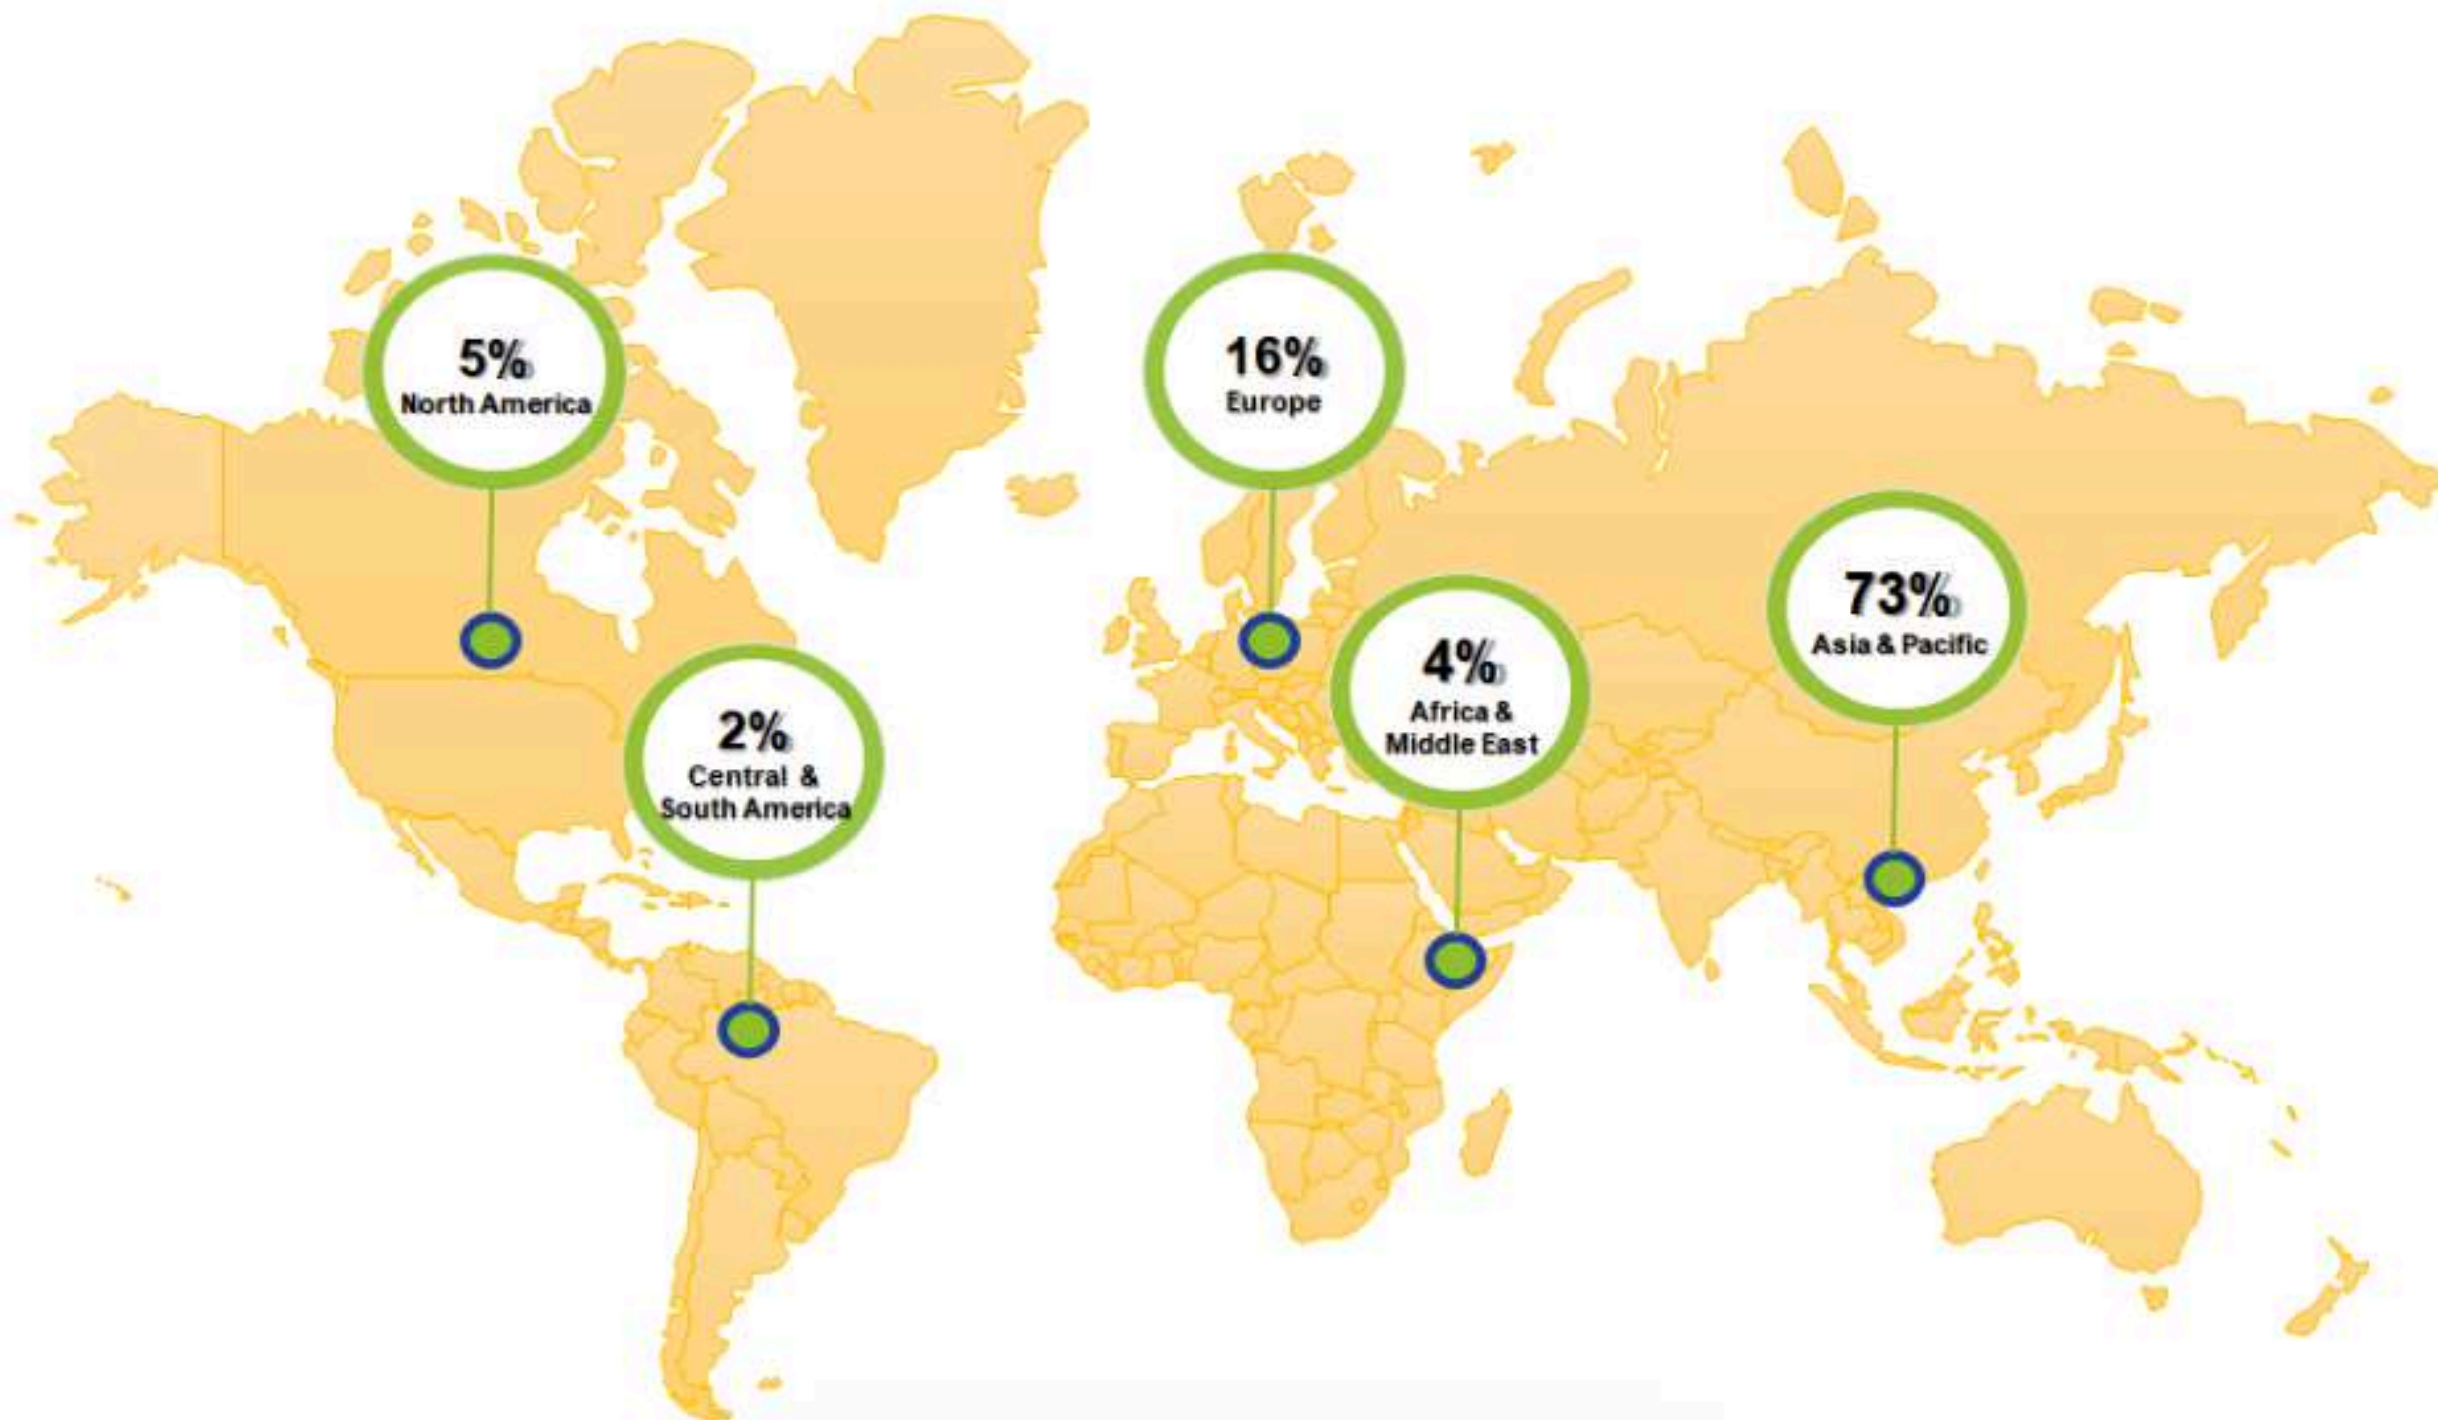 5%
North America
16%
Europe
73%
Asia & Pacific
4%
Africa &
Middle East
2%
Central &
South America